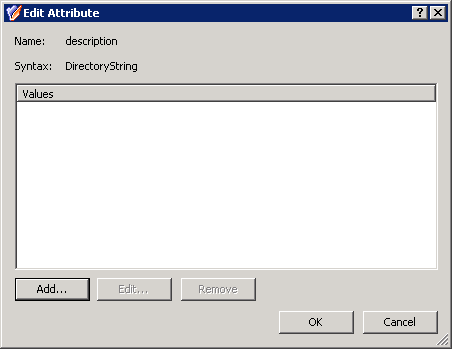 Edit Attribute
Name: description
Syntax: DirectoryString
Values
Add... Edit... Remove
OK Cancel